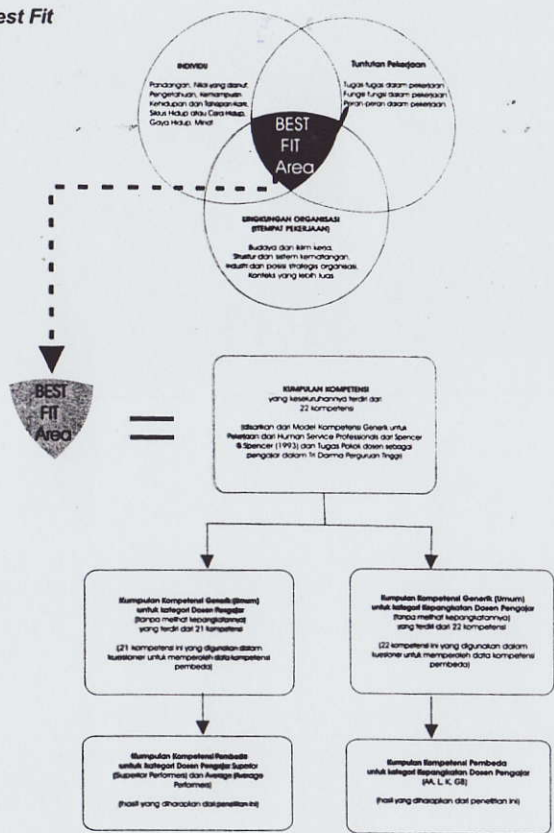 est Fit
INDIVIDU
Pandangan, Nilai yang dianut,
Pengetahuan, Kemampuan
Kehidupan dan Tahapan Karir,
Siklus Hidup atau Cara Hidup,
Gaya Hidup, Minat
Tuntutan Pekerjaan
Tugas-tugas dalam pekerjaan
Fungsi-fungsi dalam pekerjaan
Peran-peran dalam pekerjaan
BEST
FIT
Area
LINGKUNGAN ORGANISASI
(TEMPAT PEKERJAAN)
Budaya dan iklim kerja,
Struktur dan sistem kematangan,
Industri dan posisi strategis organisasi,
Konteks yang lebih luas
BEST
FIT
Area
=
KUMPULAN KOMPETENSI
yang keseluruhannya terdiri dari
22 kompetensi
(disarikan dari Model Kompetensi Generik untuk
Pekerjaan dari Human Service Professionals dari Spencer
& Spencer (1993) dan Tugas Pokok dosen sebagai
pengajar dalam Tri Darma Perguruan Tinggi)
Kumpulan Kompetensi Generik (Umum)
untuk kategori Dosen Pengajar
(tanpa melihat kepangkatannya)
yang terdiri dari 21 kompetensi
(21 kompetensi ini yang digunakan dalam
kuesioner untuk memperoleh data kompetensi
pembeda)
Kumpulan Kompetensi Generik (Umum)
untuk kategori Kepangkatan Dosen Pengajar
(tanpa melihat kepangkatannya)
yang terdiri dari 22 kompetensi
(22 kompetensi ini yang digunakan dalam
kuesioner untuk memperoleh data kompetensi
pembeda)
Kumpulan Kompetensi Pembeda
untuk kategori Dosen Pengajar Superior
(Superior Performers) dan Average (Average
Performers)
(hasil yang diharapkan dari penelitian ini)
Kumpulan Kompetensi Pembeda
untuk kategori Kepangkatan Dosen Pengajar
(AA, L, K, GB)
(hasil yang diharapkan dari penelitian ini)